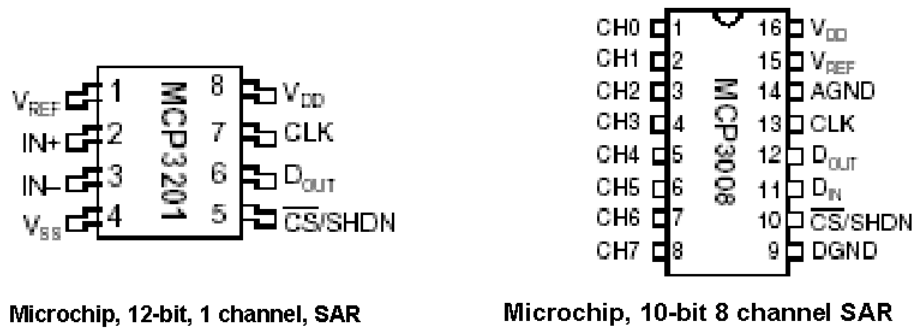 VREF 1
IN+ 2
IN– 3
VSS 4
MCP3201
8 VDD
7 CLK
6 DOUT
5 CS/SHDN
Microchip, 12-bit, 1 channel, SAR
CH0 1
CH1 2
CH2 3
CH3 4
CH4 5
CH5 6
CH6 7
CH7 8
MCP3008
16 VDD
15 VREF
14 AGND
13 CLK
12 DOUT
11 DIN
10 CS/SHDN
9 DGND
Microchip, 10-bit 8 channel SAR